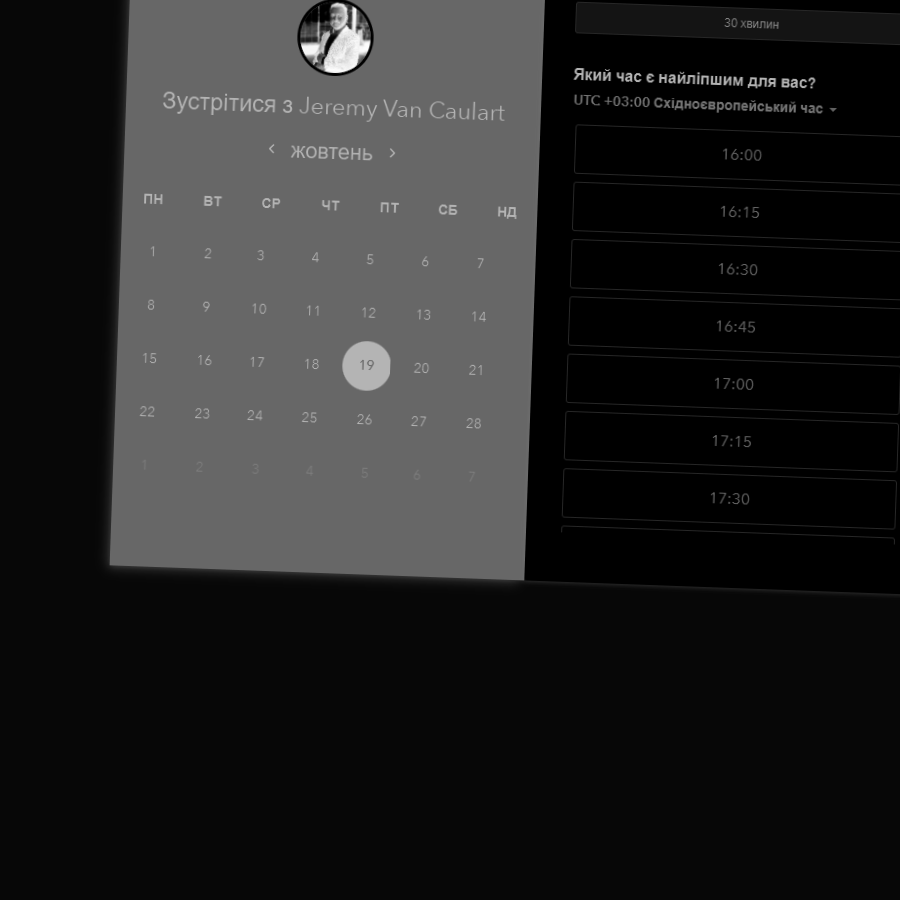 Зустрітися з Jeremy Van Caulart
‹ жовтень ›
ПН ВТ СР ЧТ ПТ СБ НД
1 2 3 4 5 6 7
8 9 10 11 12 13 14
15 16 17 18 19 20 21
22 23 24 25 26 27 28
1 2 3 4 5 6 7
30 хвилин
Який час є найліпшим для вас?
UTC +03:00 Східноєвропейський час
16:00
16:15
16:30
16:45
17:00
17:15
17:30